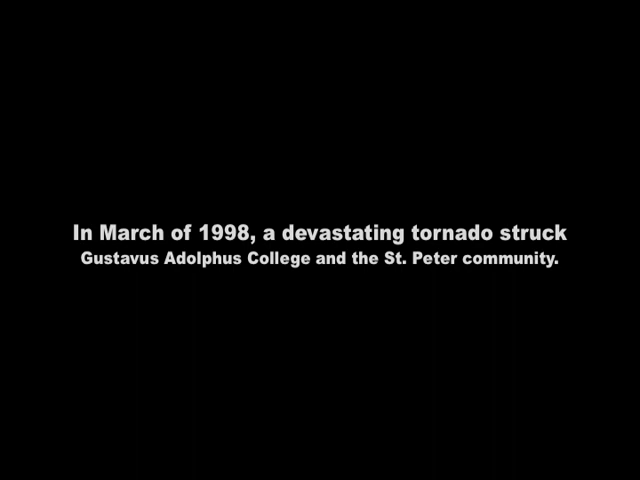 In March of 1998, a devastating tornado struck
Gustavus Adolphus College and the St. Peter community.